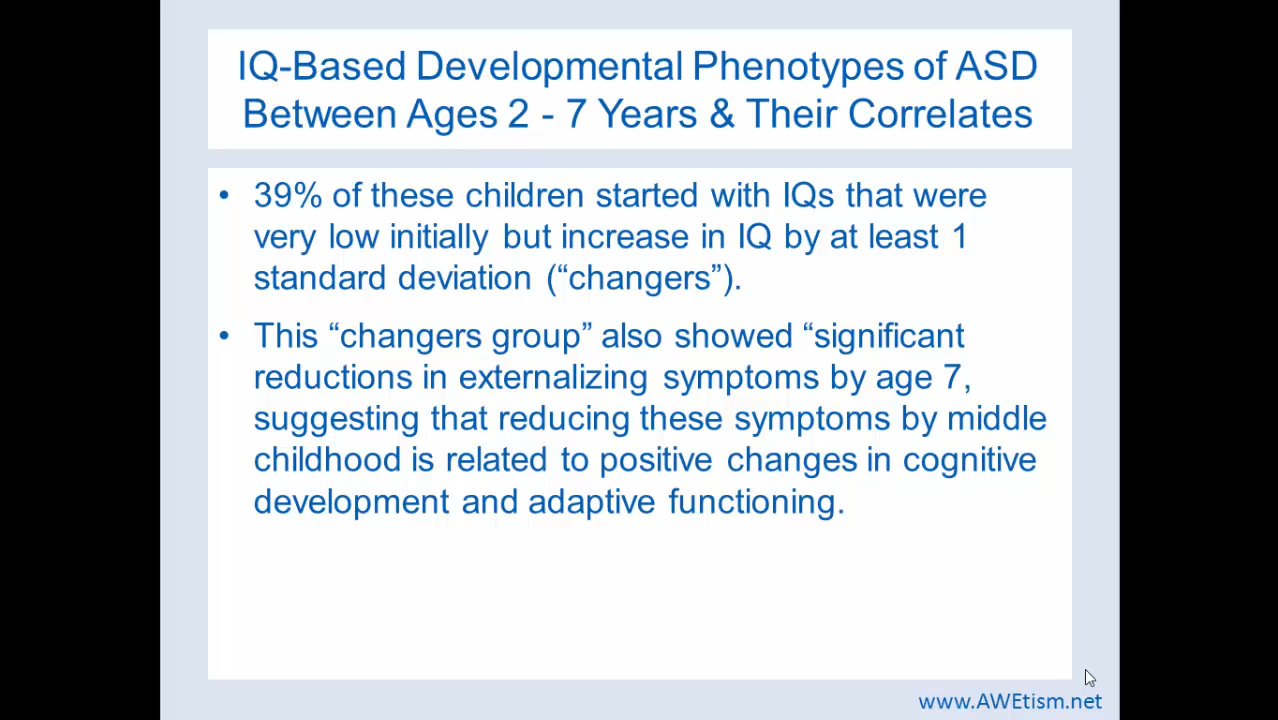 IQ-Based Developmental Phenotypes of ASD
Between Ages 2 - 7 Years & Their Correlates
• 39% of these children started with IQs that were
very low initially but increase in IQ by at least 1
standard deviation (“changers”).
• This “changers group” also showed “significant
reductions in externalizing symptoms by age 7,
suggesting that reducing these symptoms by middle
childhood is related to positive changes in cognitive
development and adaptive functioning.
www.AWEtism.net